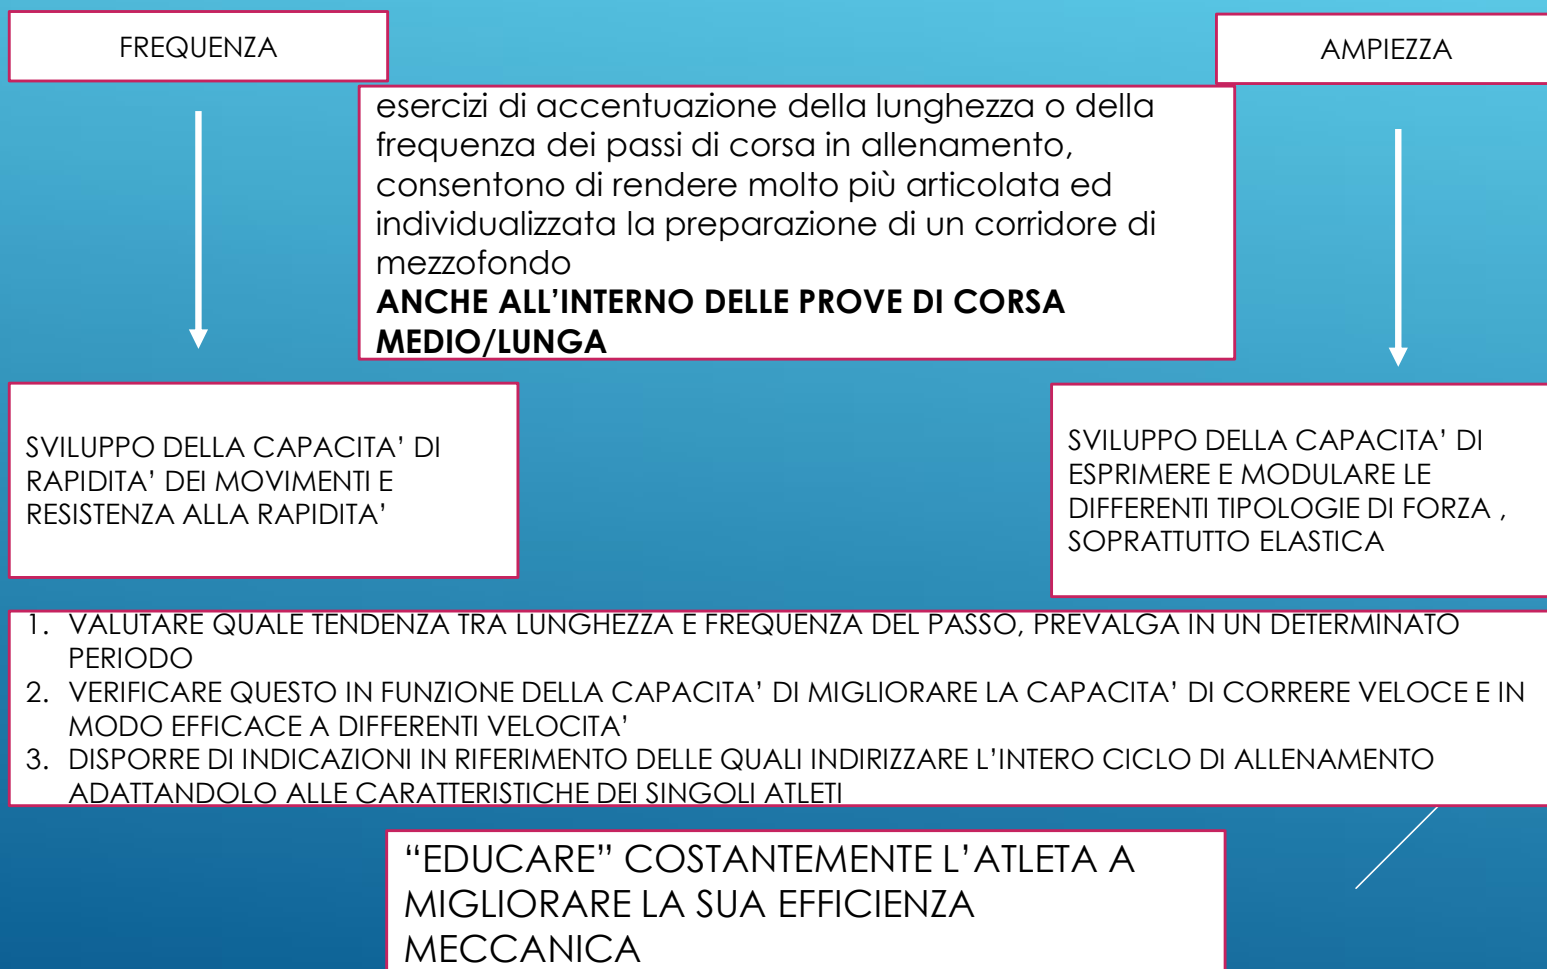 FREQUENZA
AMPIEZZA
esercizi di accentuazione della lunghezza o della
frequenza dei passi di corsa in allenamento,
consentono di rendere molto più articolata ed
individualizzata la preparazione di un corridore di
mezzofondo
ANCHE ALL’INTERNO DELLE PROVE DI CORSA
MEDIO/LUNGA
SVILUPPO DELLA CAPACITA’ DI
RAPIDITA’ DEI MOVIMENTI E
RESISTENZA ALLA RAPIDITA’
SVILUPPO DELLA CAPACITA’ DI
ESPRIMERE E MODULARE LE
DIFFERENTI TIPOLOGIE DI FORZA ,
SOPRATTUTTO ELASTICA
1. VALUTARE QUALE TENDENZA TRA LUNGHEZZA E FREQUENZA DEL PASSO, PREVALGA IN UN DETERMINATO
PERIODO
2. VERIFICARE QUESTO IN FUNZIONE DELLA CAPACITA’ DI MIGLIORARE LA CAPACITA’ DI CORRERE VELOCE E IN
MODO EFFICACE A DIFFERENTI VELOCITA’
3. DISPORRE DI INDICAZIONI IN RIFERIMENTO DELLE QUALI INDIRIZZARE L’INTERO CICLO DI ALLENAMENTO
ADATTANDOLO ALLE CARATTERISTICHE DEI SINGOLI ATLETI
“EDUCARE” COSTANTEMENTE L’ATLETA A
MIGLIORARE LA SUA EFFICIENZA
MECCANICA